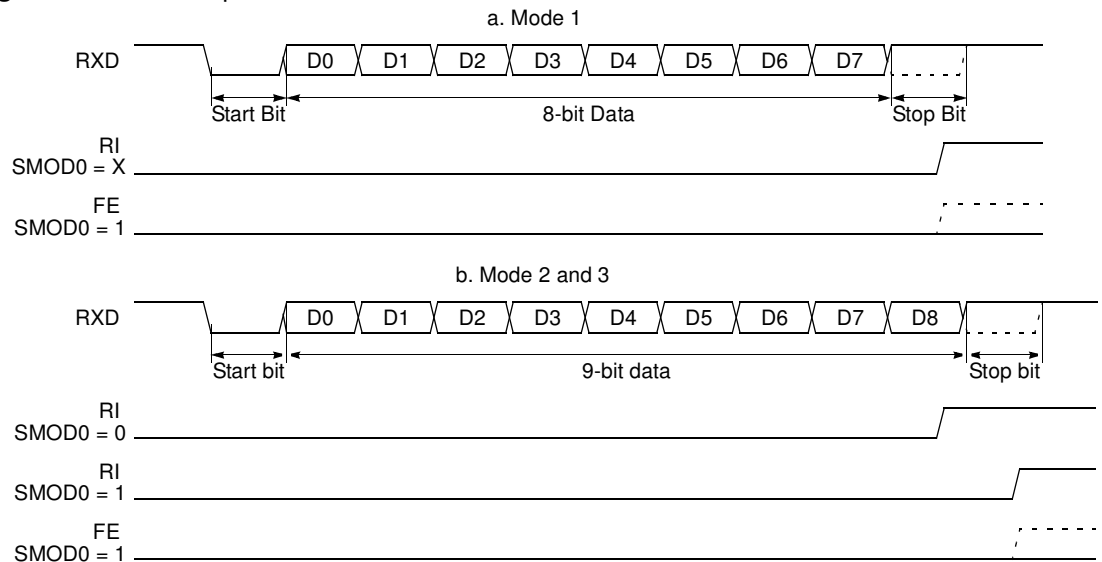 a. Mode 1
RXD D0 D1 D2 D3 D4 D5 D6 D7
Start Bit 8-bit Data Stop Bit
RI
SMOD0 = X
FE
SMOD0 = 1
b. Mode 2 and 3
RXD D0 D1 D2 D3 D4 D5 D6 D7 D8
Start bit 9-bit data Stop bit
RI
SMOD0 = 0
RI
SMOD0 = 1
FE
SMOD0 = 1